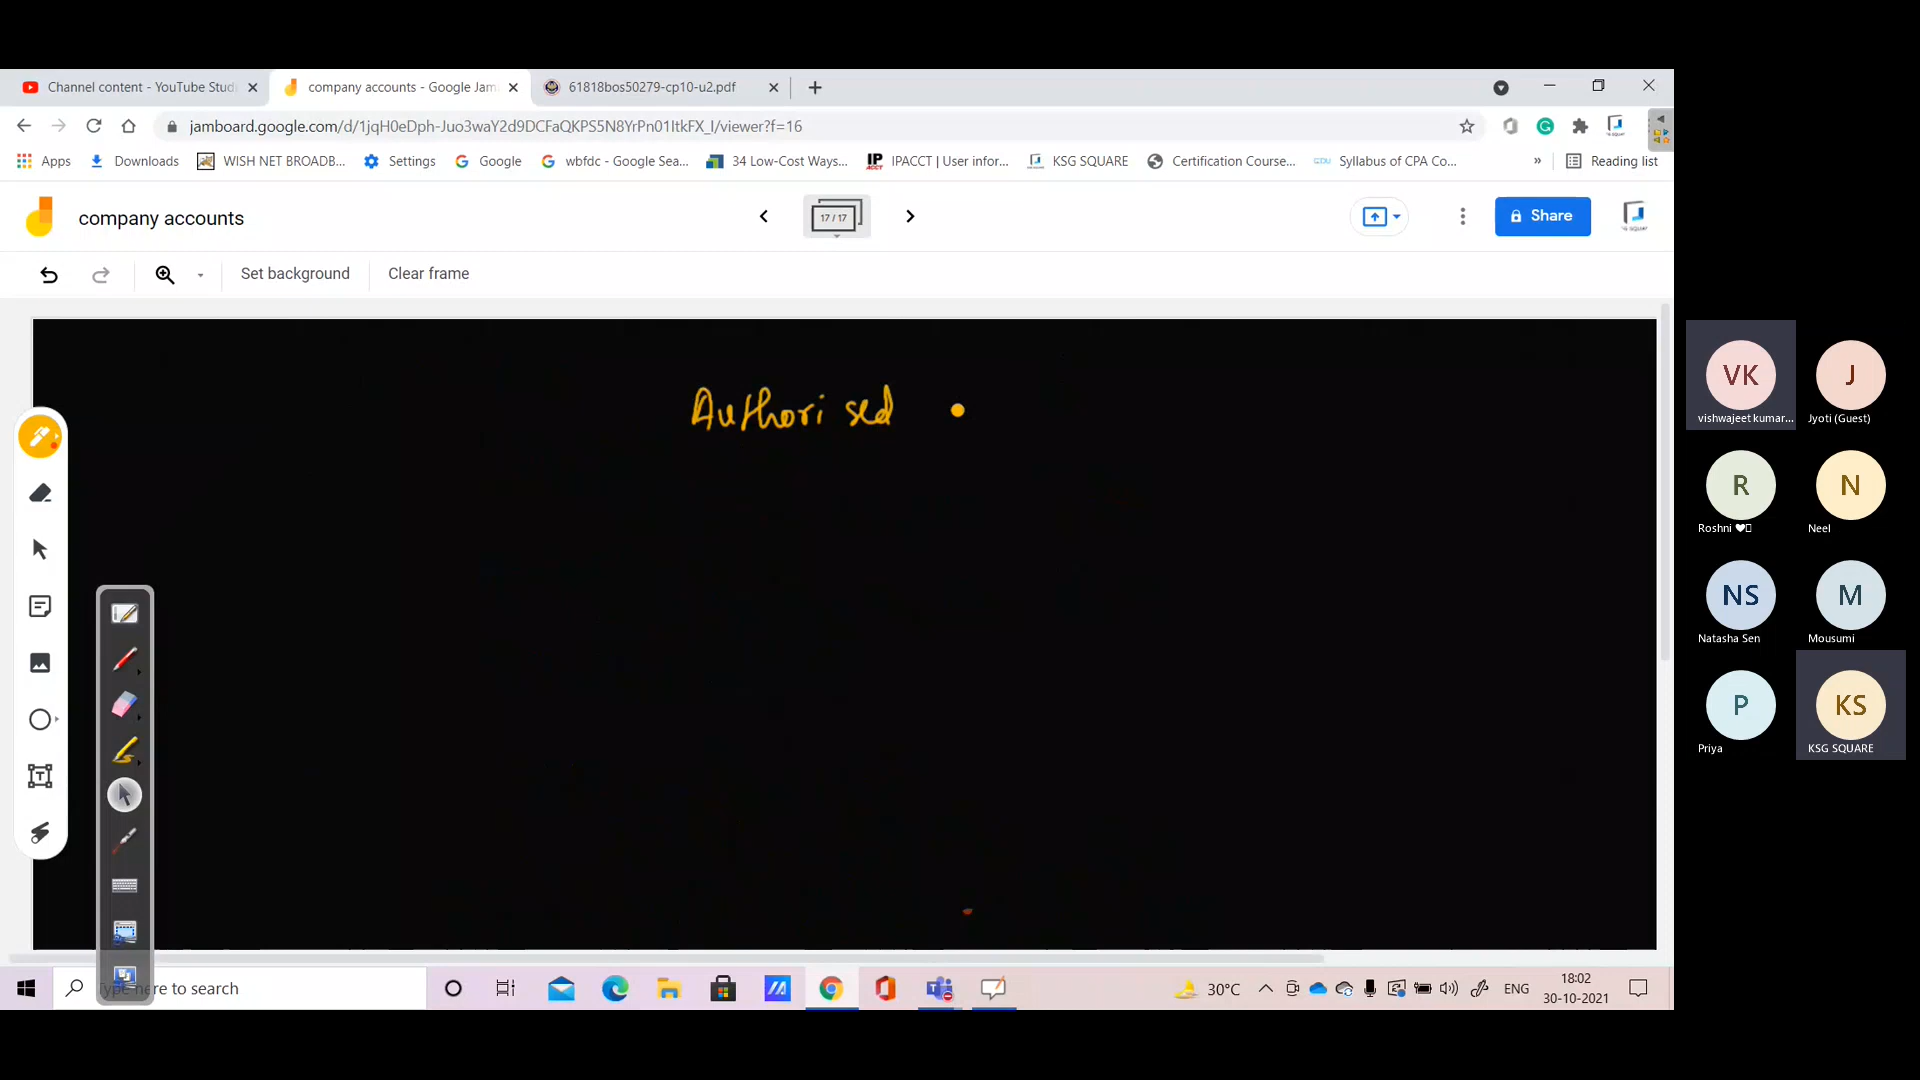 Channel content - YouTube Studi
company accounts - Google Jam
61818bos50279-cp10-u2.pdf
jamboard.google.com/d/1jqH0eDph-Juo3waY2d9DCFaQKPS5N8YrPn01ItkFX_I/viewer?f=16
Apps Downloads WISH NET BROADB... Settings Google wbfdc - Google Sea... 34 Low-Cost Ways... IPACCT | User infor... KSG SQUARE Certification Course... Syllabus of CPA Co... » Reading list
company accounts
17 / 17
Share
Set background Clear frame
Authorised
VK J
vishwajeet kumar... Jyoti (Guest)
R N
Roshni Neel
NS M
Natasha Sen Mousumi
P KS
Priya KSG SQUARE
Type here to search
30°C ENG
18:02
30-10-2021